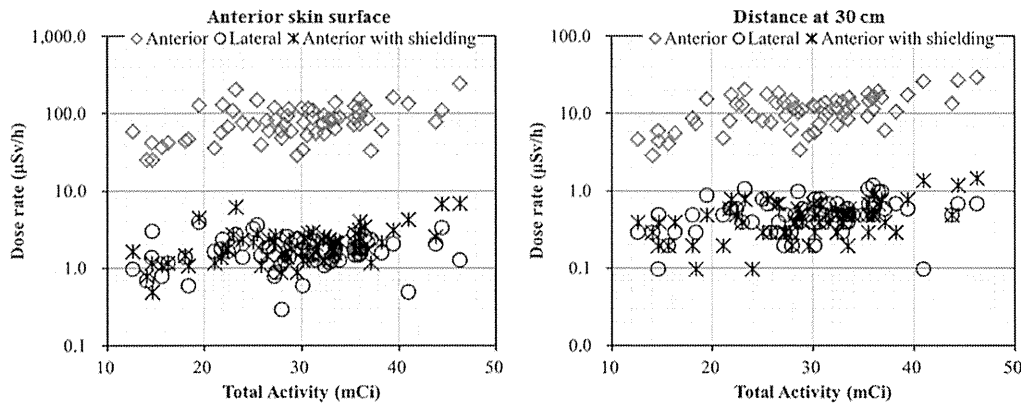 Anterior skin surface
1,000.0
◇Anterior ○Lateral ✱Anterior with shielding
100.0
10.0
1.0
0.1
Dose rate (µSv/h)
10 20 30 40 50
Total Activity (mCi)
Distance at 30 cm
100.0
◇Anterior ○Lateral ✱Anterior with shielding
10.0
1.0
0.1
0.0
Dose rate (µSv/h)
10 20 30 40 50
Total Activity (mCi)